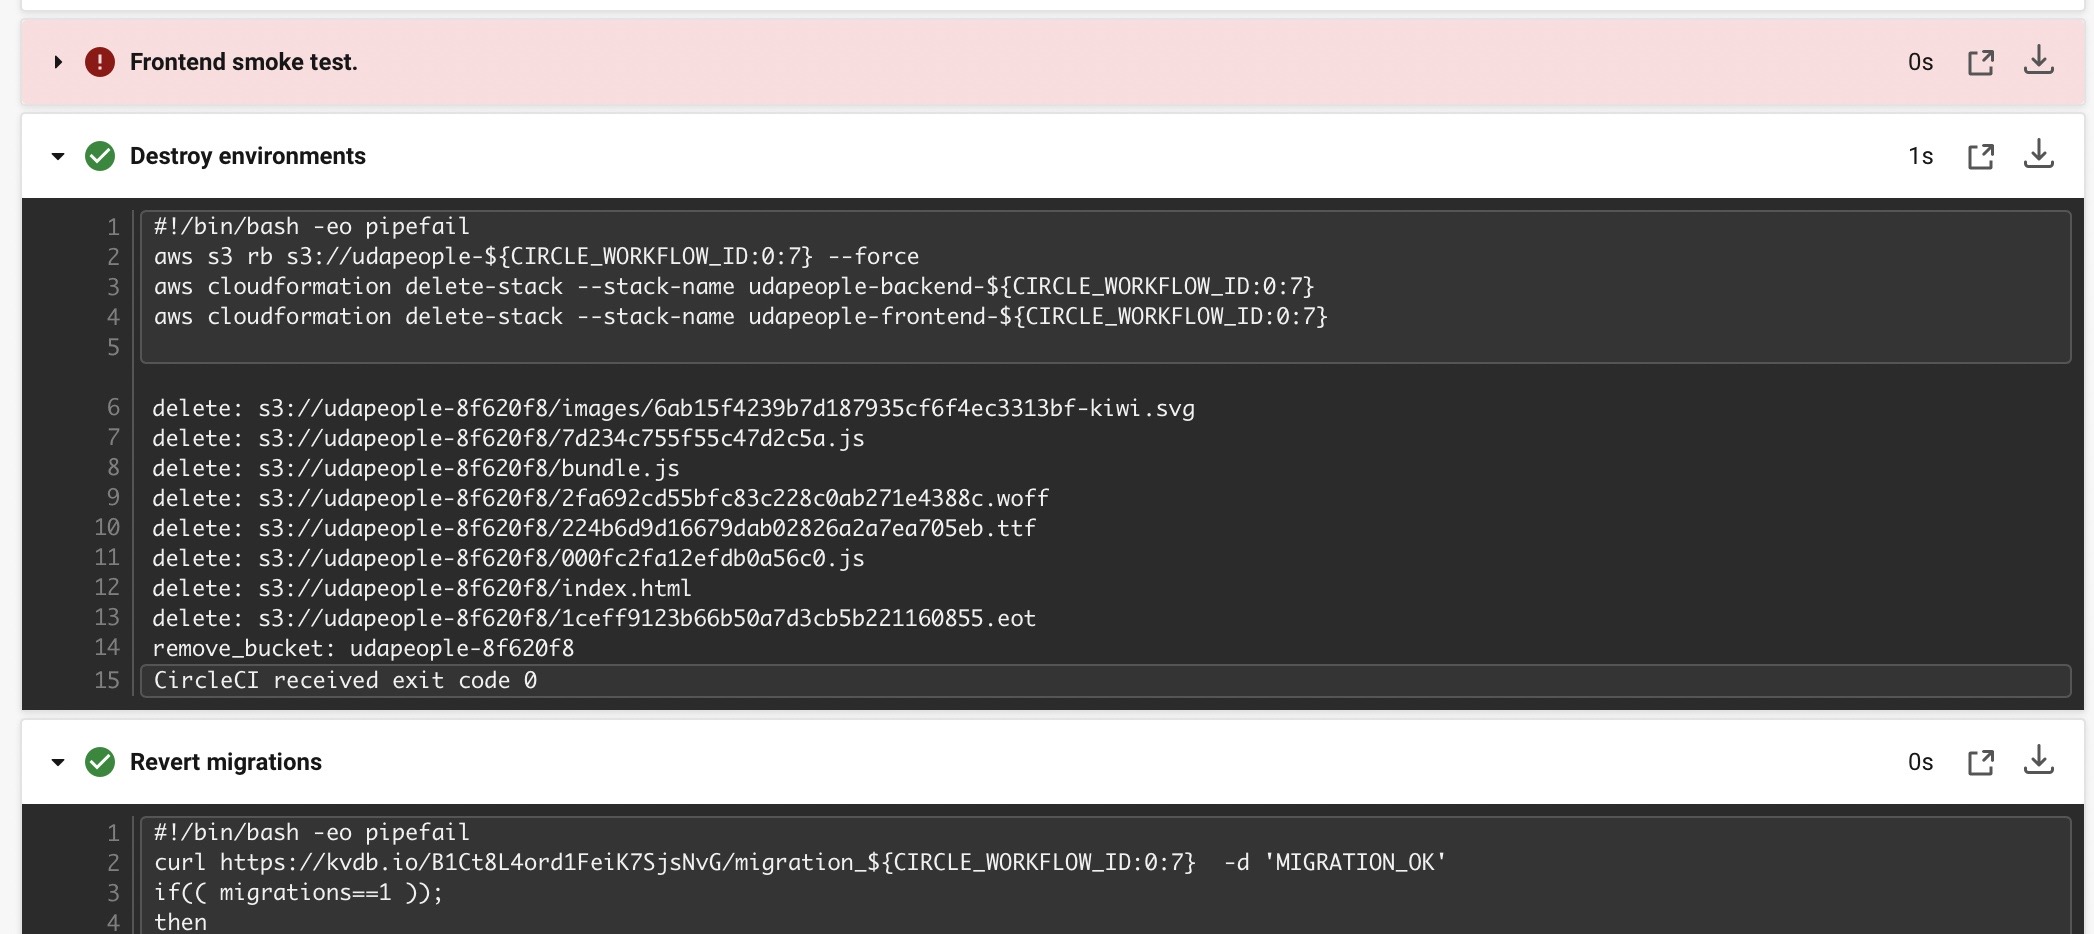 Frontend smoke test.
0s
Destroy environments
1s
1 #!/bin/bash -eo pipefail
2 aws s3 rb s3://udapeople-${CIRCLE_WORKFLOW_ID:0:7} --force
3 aws cloudformation delete-stack --stack-name udapeople-backend-${CIRCLE_WORKFLOW_ID:0:7}
4 aws cloudformation delete-stack --stack-name udapeople-frontend-${CIRCLE_WORKFLOW_ID:0:7}
5
6 delete: s3://udapeople-8f620f8/images/6ab15f4239b7d187935cf6f4ec3313bf-kiwi.svg
7 delete: s3://udapeople-8f620f8/7d234c755f55c47d2c5a.js
8 delete: s3://udapeople-8f620f8/bundle.js
9 delete: s3://udapeople-8f620f8/2fa692cd55bfc83c228c0ab271e4388c.woff
10 delete: s3://udapeople-8f620f8/224b6d9d16679dab02826a2a7ea705eb.ttf
11 delete: s3://udapeople-8f620f8/000fc2fa12efdb0a56c0.js
12 delete: s3://udapeople-8f620f8/index.html
13 delete: s3://udapeople-8f620f8/1ceff9123b66b50a7d3cb5b221160855.eot
14 remove_bucket: udapeople-8f620f8
15 CircleCI received exit code 0
Revert migrations
0s
1 #!/bin/bash -eo pipefail
2 curl https://kvdb.io/B1Ct8L4ord1FeiK7SjsNvG/migration_${CIRCLE_WORKFLOW_ID:0:7}  -d 'MIGRATION_OK'
3 if(( migrations==1 ));
4 then